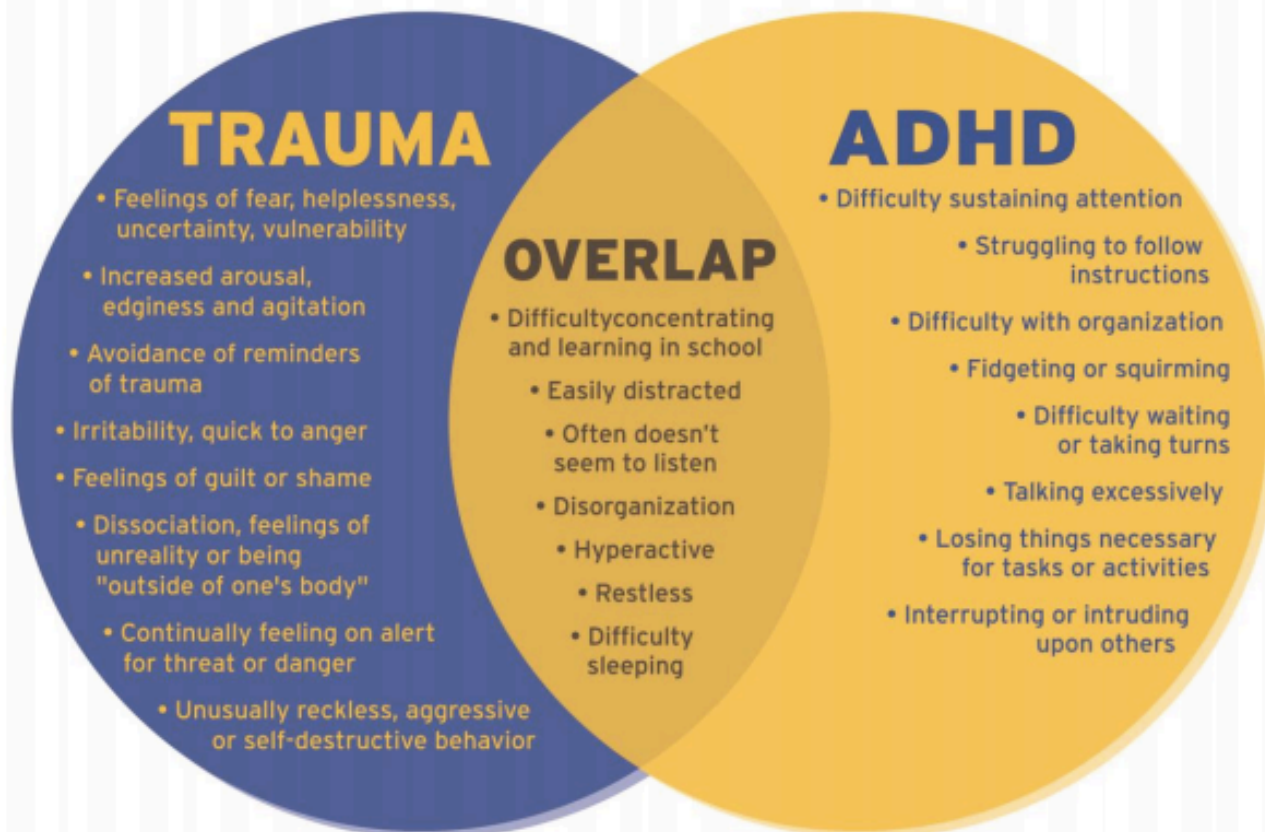 TRAUMA
• Feelings of fear, helplessness,
uncertainty, vulnerability
• Increased arousal,
edginess and agitation
• Avoidance of reminders
of trauma
• Irritability, quick to anger
• Feelings of guilt or shame
• Dissociation, feelings of
unreality or being
"outside of one's body"
• Continually feeling on alert
for threat or danger
• Unusually reckless, aggressive
or self-destructive behavior
OVERLAP
• Difficultyconcentrating
and learning in school
• Easily distracted
• Often doesn't
seem to listen
• Disorganization
• Hyperactive
• Restless
• Difficulty
sleeping
ADHD
• Difficulty sustaining attention
• Struggling to follow
instructions
• Difficulty with organization
• Fidgeting or squirming
• Difficulty waiting
or taking turns
• Talking excessively
• Losing things necessary
for tasks or activities
• Interrupting or intruding
upon others